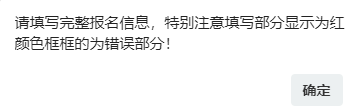 请填写完整报名信息，特别注意填写部分显示为红
颜色框框的为错误部分！
确定